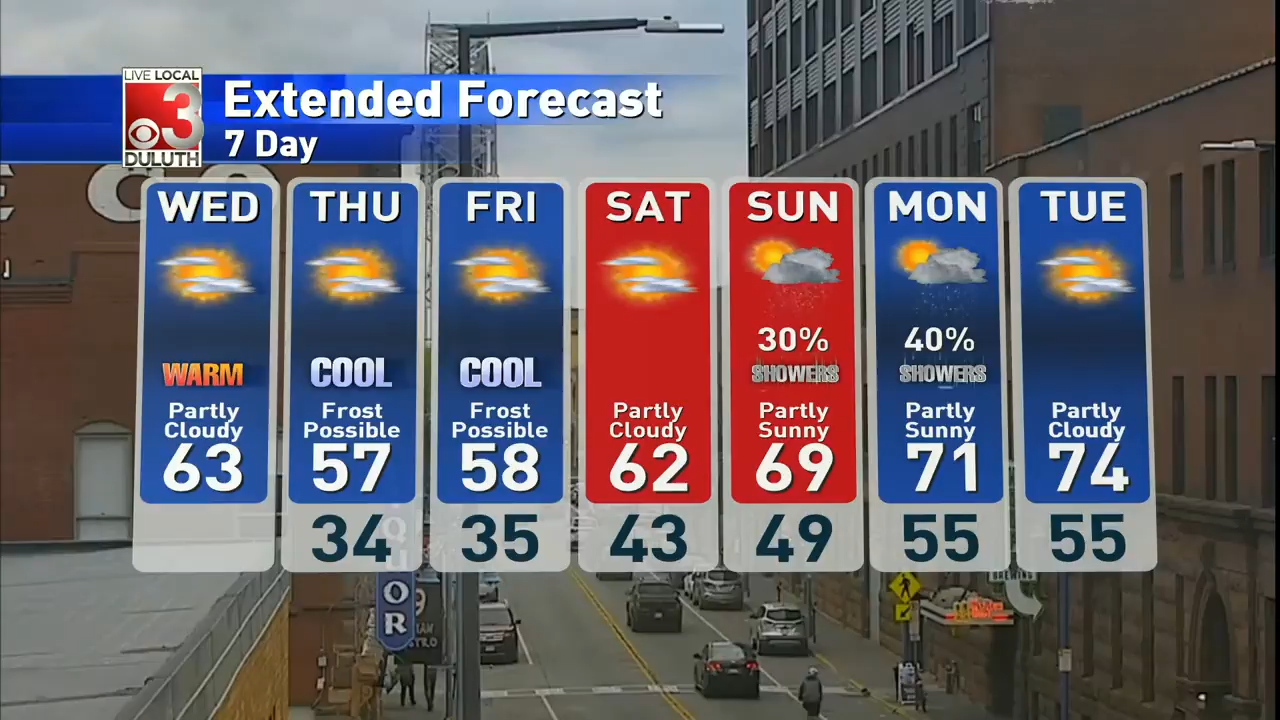 LIVE LOCAL
3
DULUTH
Extended Forecast
7 Day
WED
WARM
Partly
Cloudy
63
THU
COOL
Frost
Possible
57
34
FRI
COOL
Frost
Possible
58
35
SAT
Partly
Cloudy
62
43
SUN
30%
SHOWERS
Partly
Sunny
69
49
MON
40%
SHOWERS
Partly
Sunny
71
55
TUE
Partly
Cloudy
74
55
QUOR
BREWING